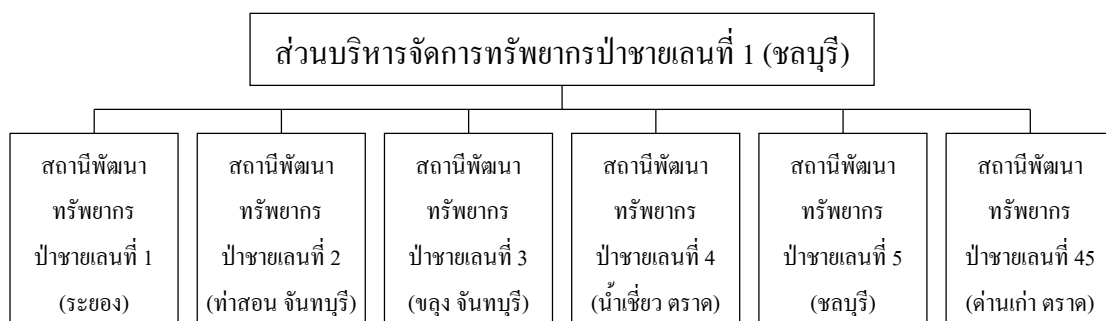 ส่วนบริหารจัดการทรัพยากรป่าชายเลนที่ 1 (ชลบุรี)
สถานีพัฒนา
ทรัพยากร
ป่าชายเลนที่ 1
(ระยอง)
สถานีพัฒนา
ทรัพยากร
ป่าชายเลนที่ 2
(ท่าสอน จันทบุรี)
สถานีพัฒนา
ทรัพยากร
ป่าชายเลนที่ 3
(ขลุง จันทบุรี)
สถานีพัฒนา
ทรัพยากร
ป่าชายเลนที่ 4
(น้ำเชี่ยว ตราด)
สถานีพัฒนา
ทรัพยากร
ป่าชายเลนที่ 5
(ชลบุรี)
สถานีพัฒนา
ทรัพยากร
ป่าชายเลนที่ 45
(ด่านเก่า ตราด)